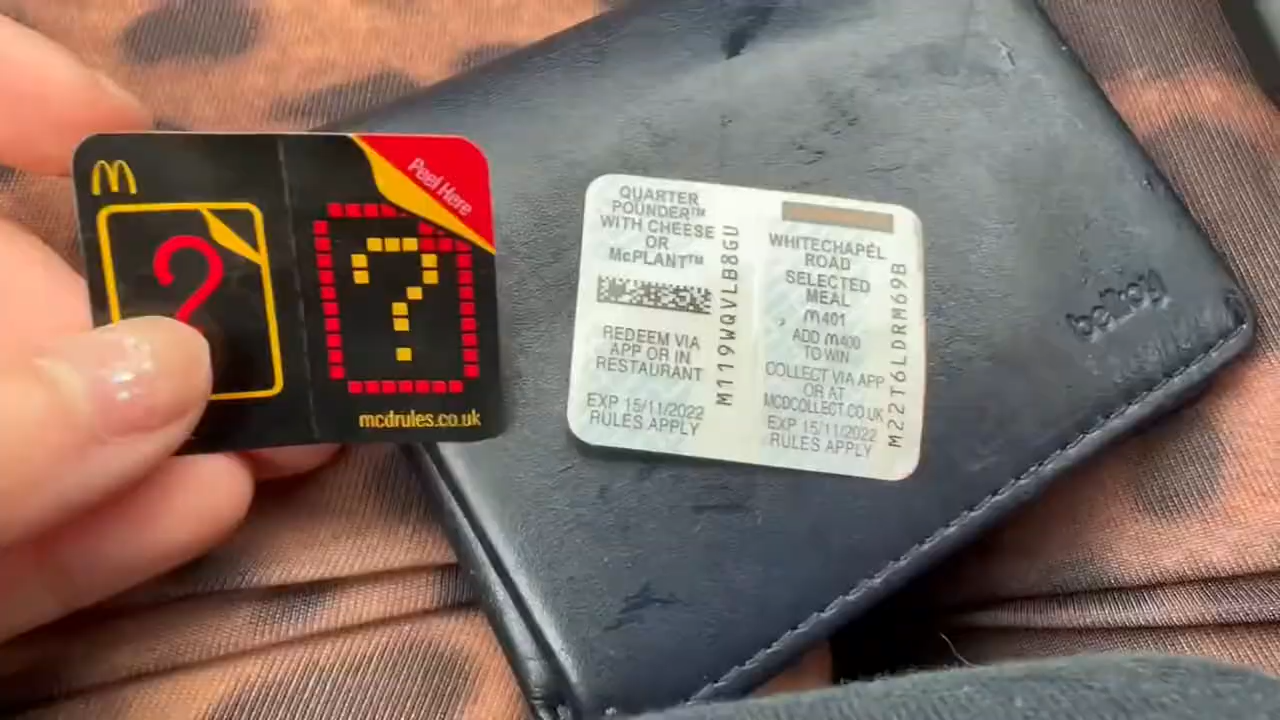 Peel Here
?
?
mcdrules.co.uk
QUARTER
POUNDER™
WITH CHEESE
OR
McPLANT™
REDEEM VIA
APP OR IN
RESTAURANT
EXP 15/11/2022
RULES APPLY
M119WQVLB8GU
WHITECHAPEL
ROAD
SELECTED
MEAL
m401
ADD m400
TO WIN
COLLECT VIA APP
OR AT
MCDCOLLECT.CO.UK
EXP 15/11/2022
RULES APPLY
M22T6LDRM69B
bellroy